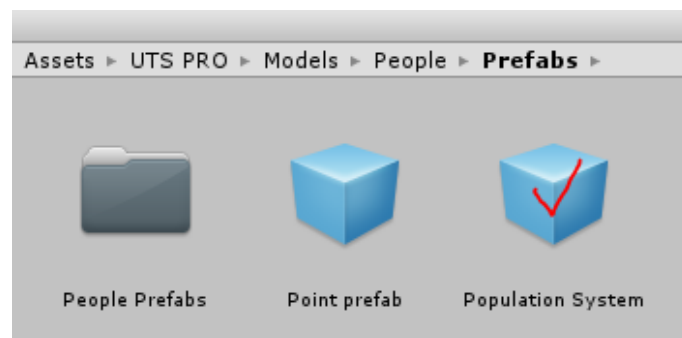 Assets ▸ UTS PRO ▸ Models ▸ People ▸ Prefabs ▸
People Prefabs
Point prefab
Population System